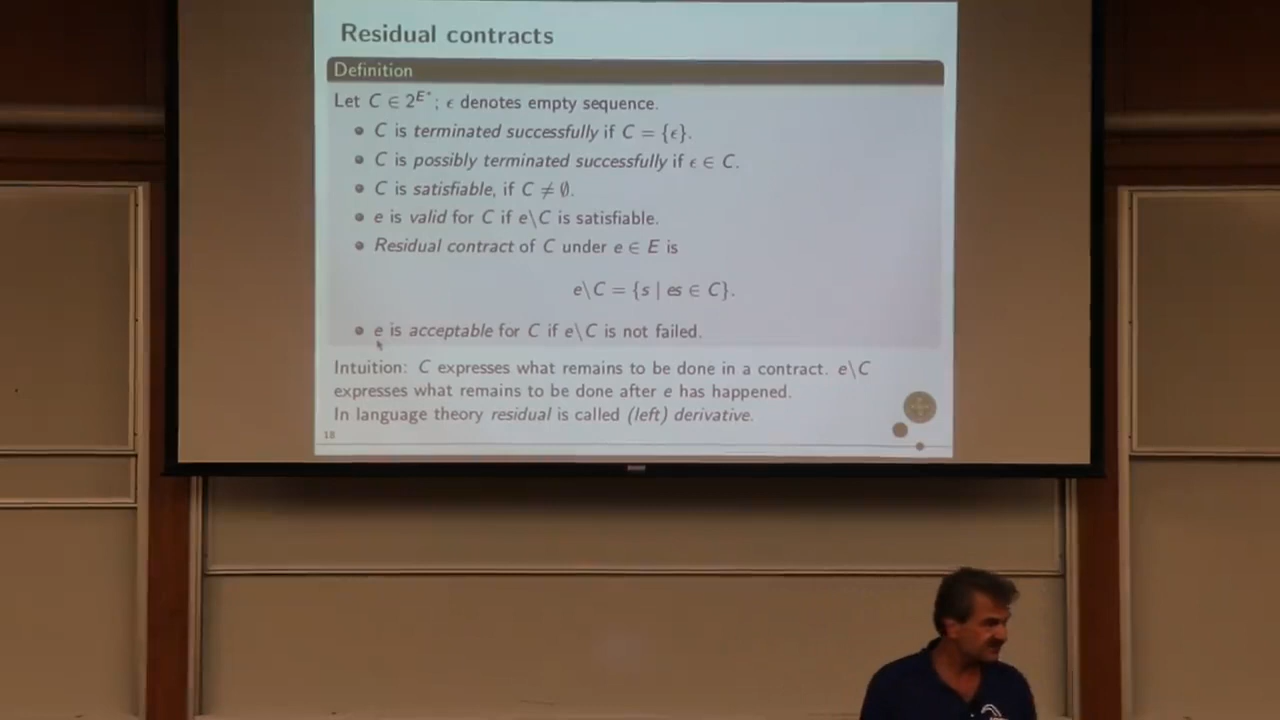 Residual contracts
Definition
Let C ∈ 2^E*; ϵ denotes empty sequence.
• C is terminated successfully if C = {ϵ}.
• C is possibly terminated successfully if ϵ ∈ C.
• C is satisfiable, if C ≠ ∅.
• e is valid for C if e\C is satisfiable.
• Residual contract of C under e ∈ E is
e\C = {s | es ∈ C}.
• e is acceptable for C if e\C is not failed.
Intuition: C expresses what remains to be done in a contract. e\C
expresses what remains to be done after e has happened.
In language theory residual is called (left) derivative.
18